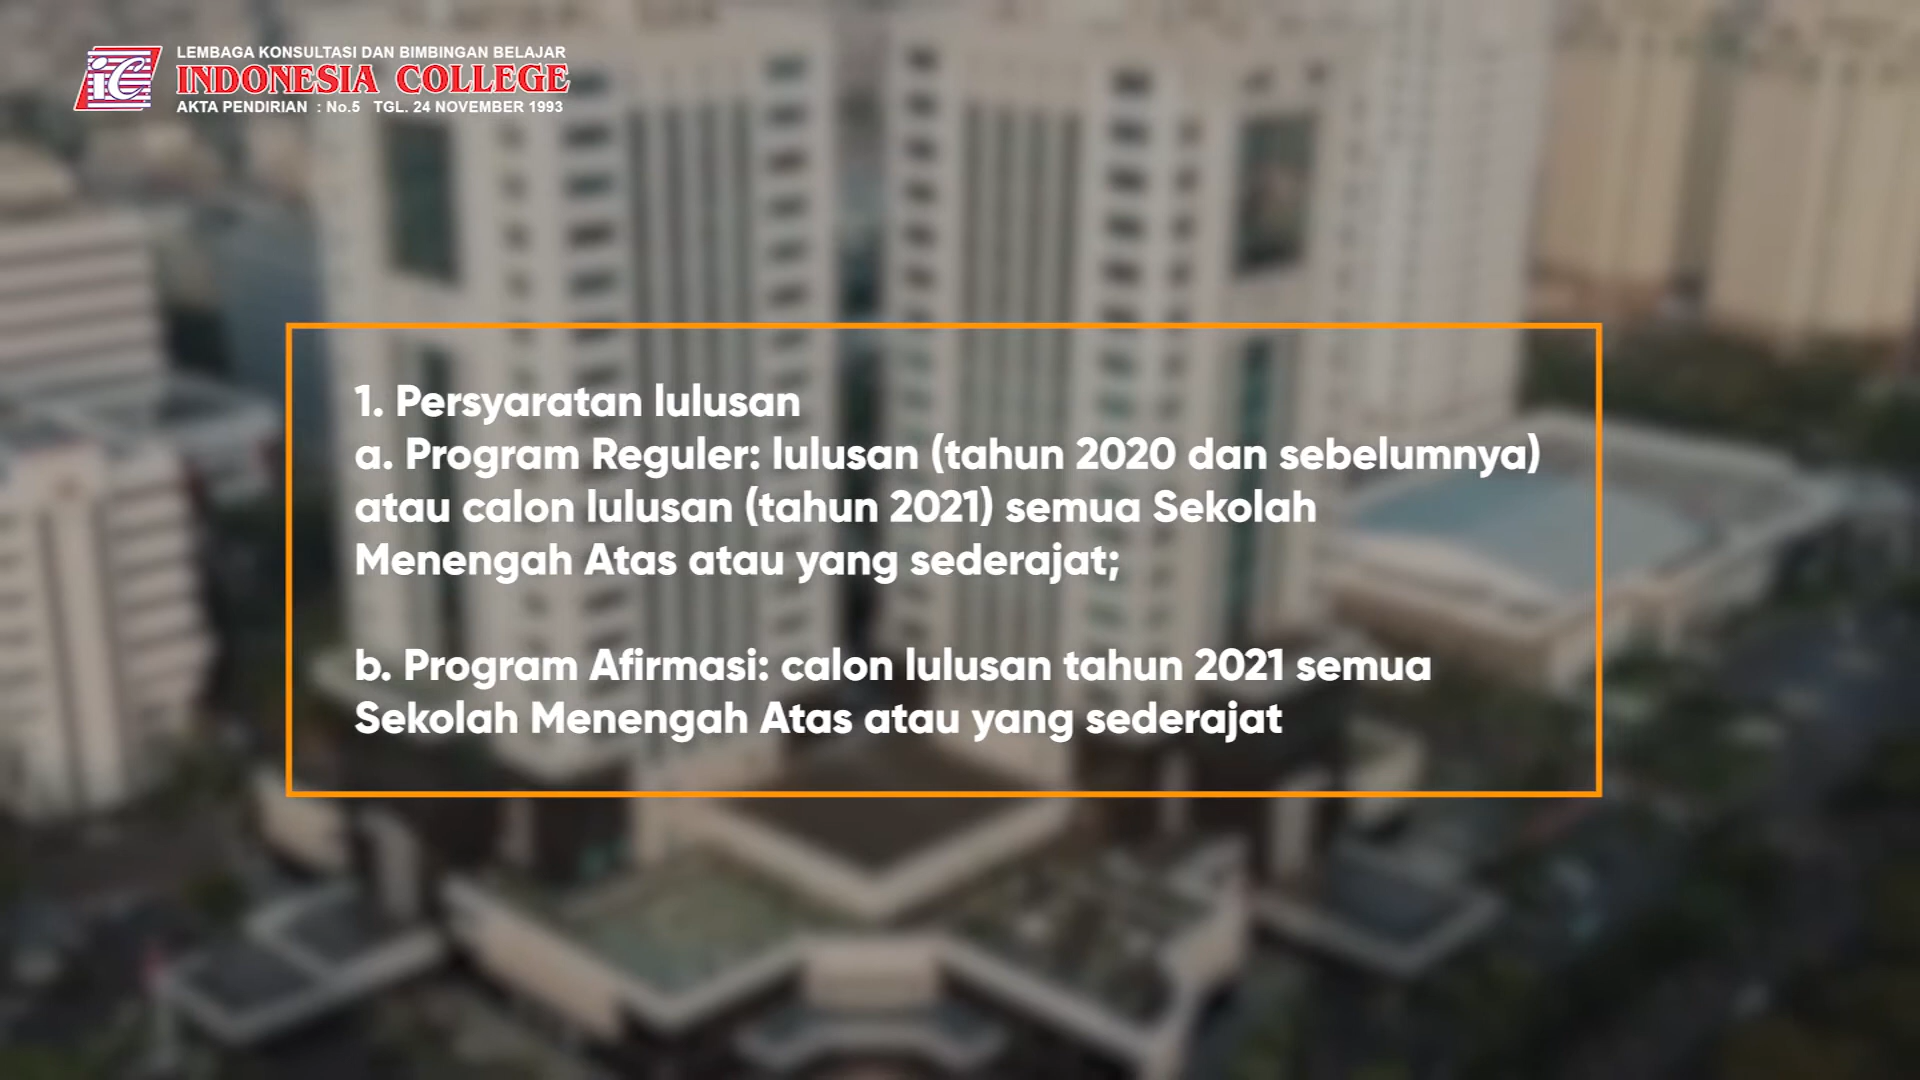 LEMBAGA KONSULTASI DAN BIMBINGAN BELAJAR
iC INDONESIA COLLEGE
AKTA PENDIRIAN : No.5 TGL. 24 NOVEMBER 1993
1. Persyaratan lulusan
a. Program Reguler: lulusan (tahun 2020 dan sebelumnya)
atau calon lulusan (tahun 2021) semua Sekolah
Menengah Atas atau yang sederajat;
b. Program Afirmasi: calon lulusan tahun 2021 semua
Sekolah Menengah Atas atau yang sederajat